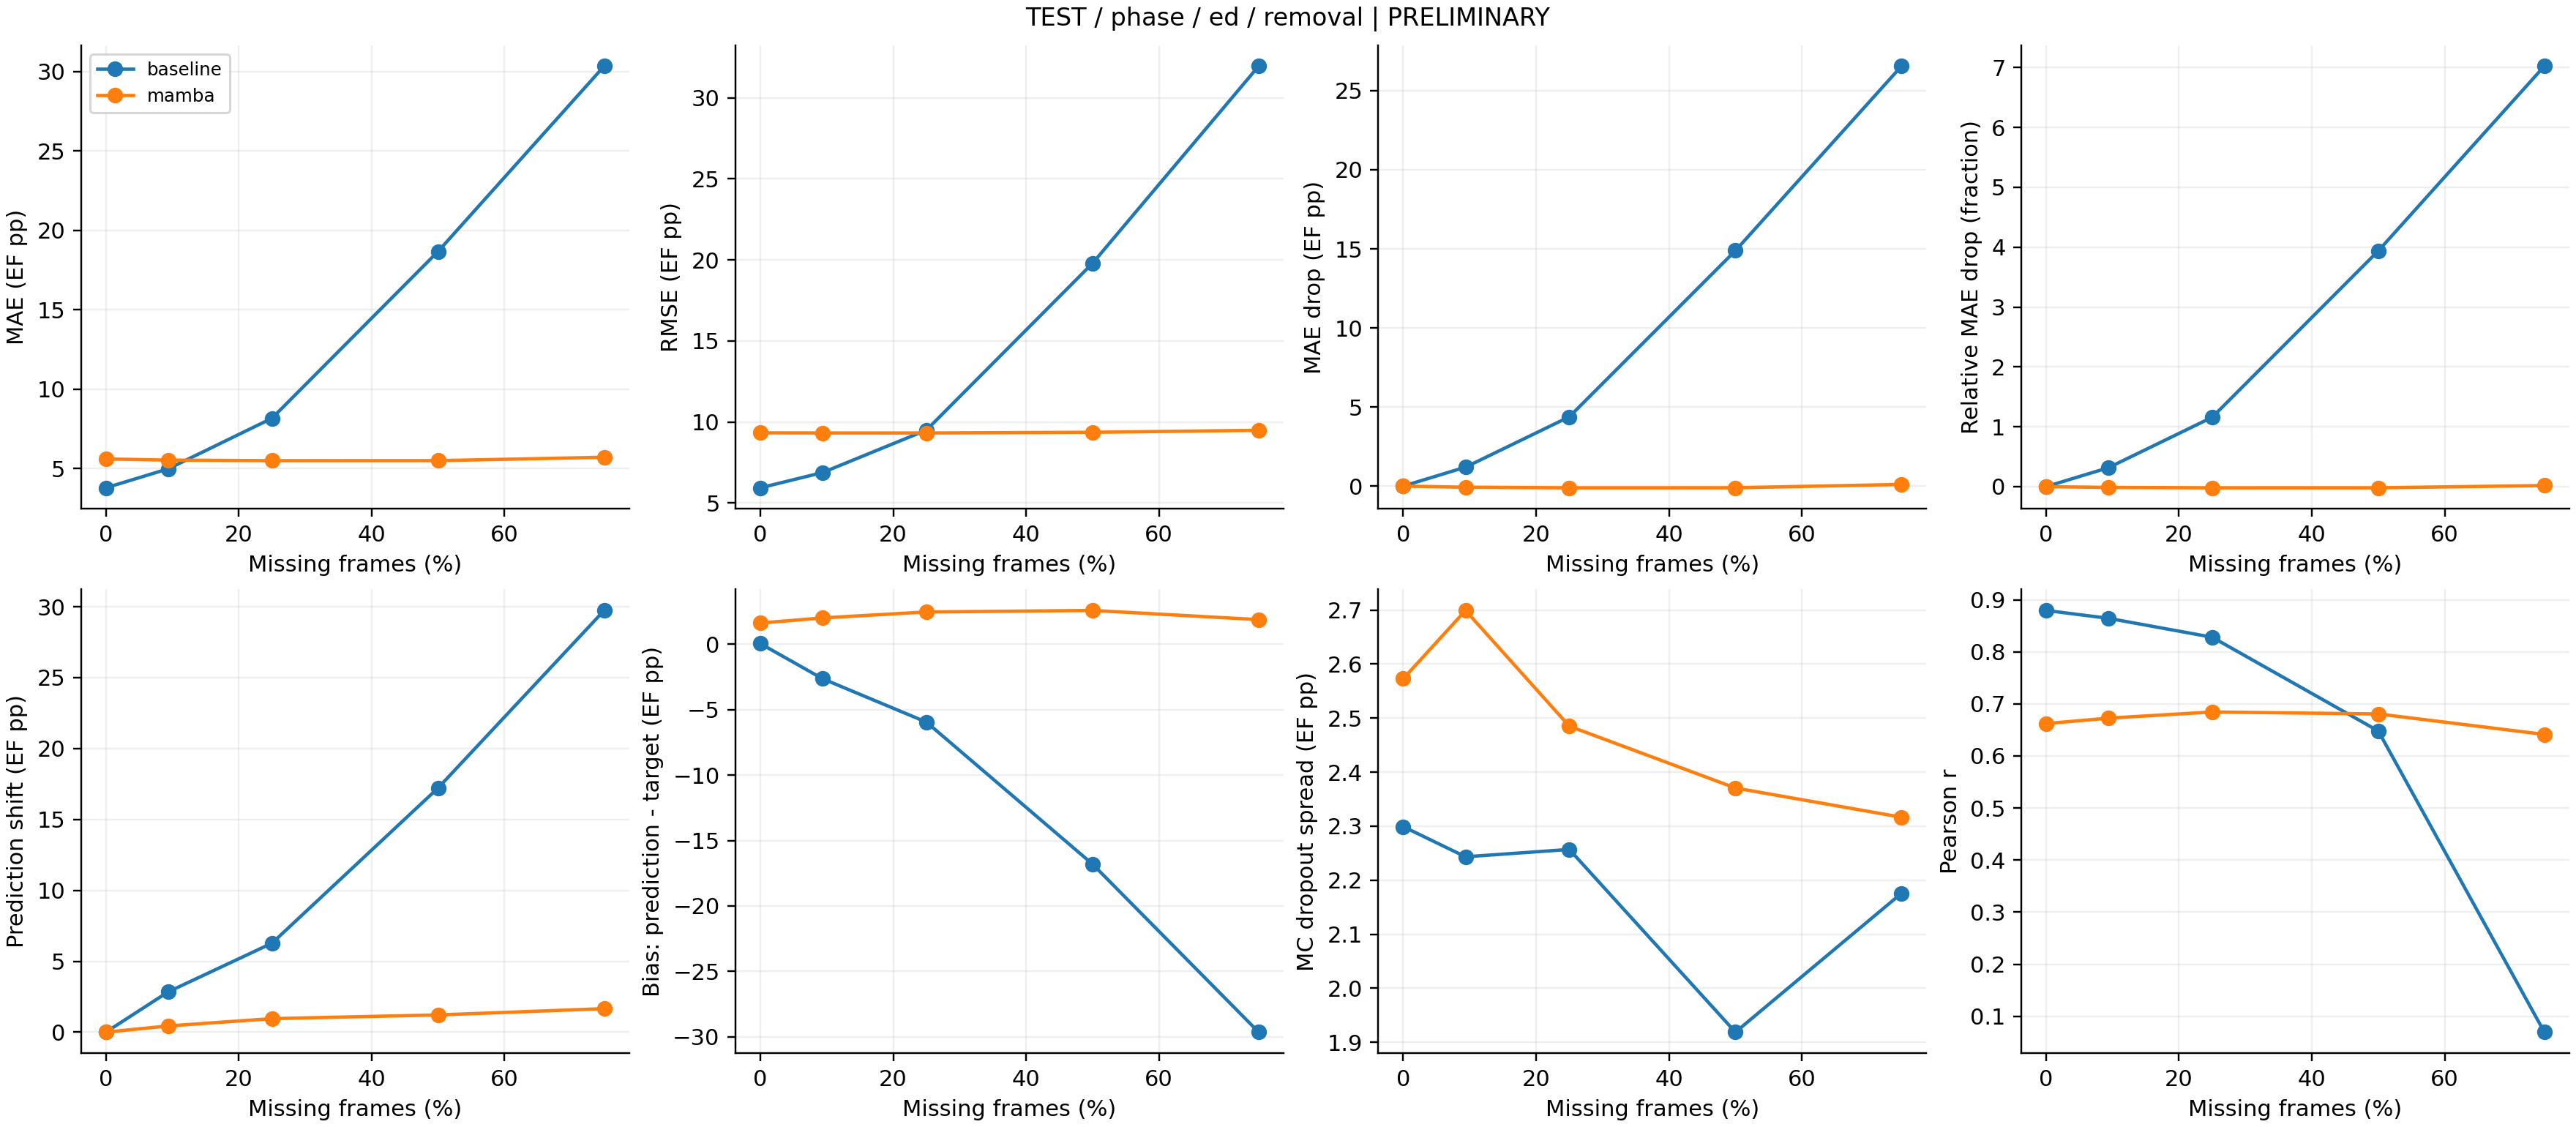 TEST / phase / ed / removal | PRELIMINARY
MAE (EF pp)
30
25
20
15
10
5
baseline
mamba
0 20 40 60
Missing frames (%)
RMSE (EF pp)
30
25
20
15
10
5
0 20 40 60
Missing frames (%)
MAE drop (EF pp)
25
20
15
10
5
0
0 20 40 60
Missing frames (%)
Relative MAE drop (fraction)
7
6
5
4
3
2
1
0
0 20 40 60
Missing frames (%)
Prediction shift (EF pp)
30
25
20
15
10
5
0
0 20 40 60
Missing frames (%)
Bias: prediction - target (EF pp)
0
−5
−10
−15
−20
−25
−30
0 20 40 60
Missing frames (%)
MC dropout spread (EF pp)
2.7
2.6
2.5
2.4
2.3
2.2
2.1
2.0
1.9
0 20 40 60
Missing frames (%)
Pearson r
0.9
0.8
0.7
0.6
0.5
0.4
0.3
0.2
0.1
0 20 40 60
Missing frames (%)